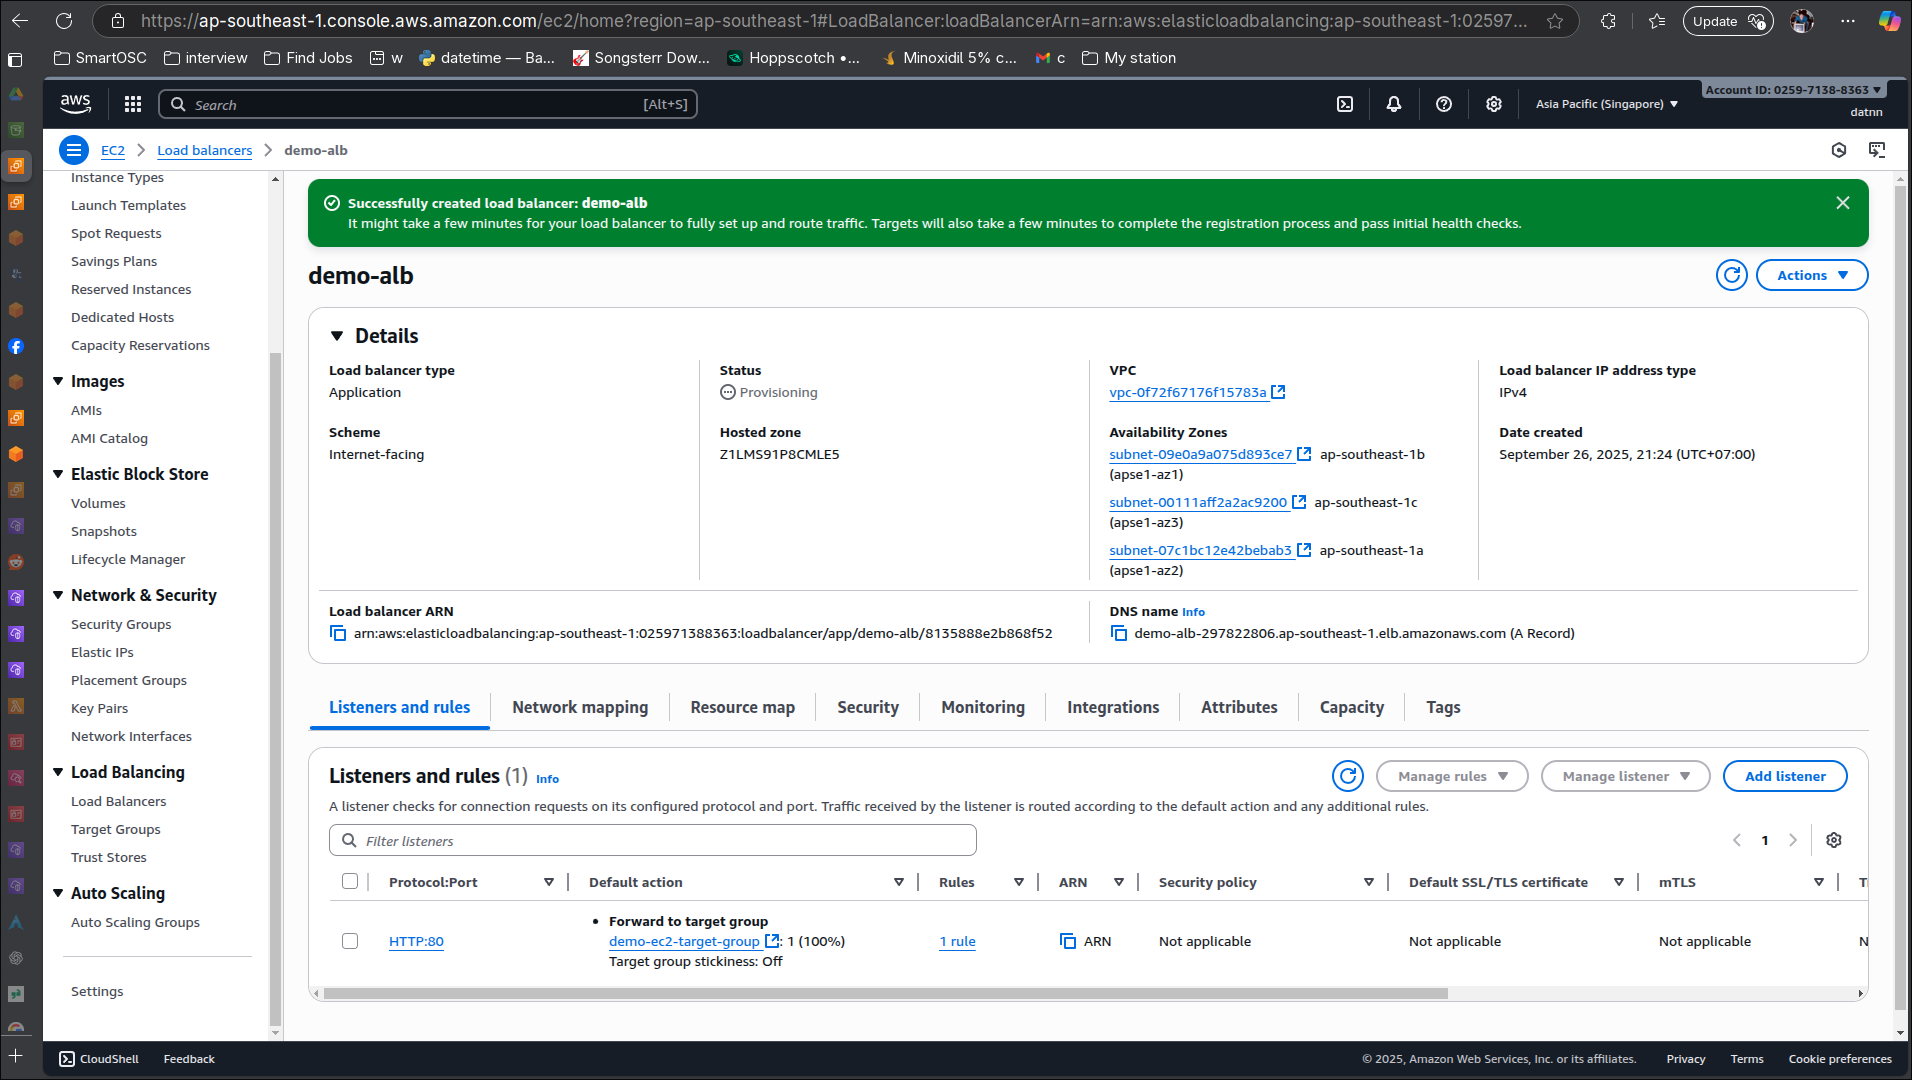 https://ap-southeast-1.console.aws.amazon.com/ec2/home?region=ap-southeast-1#LoadBalancer:loadBalancerArn=arn:aws:elasticloadbalancing:ap-southeast-1:02597...
Update
SmartOSC
interview
Find Jobs
w
datetime — Ba...
Songsterr Dow...
Hoppscotch •...
Minoxidil 5% c...
c
My station
aws
Search
[Alt+S]
Asia Pacific (Singapore)
Account ID: 0259-7138-8363
datnn
EC2
Load balancers
demo-alb
Instance Types
Launch Templates
Spot Requests
Savings Plans
Reserved Instances
Dedicated Hosts
Capacity Reservations
Images
AMIs
AMI Catalog
Elastic Block Store
Volumes
Snapshots
Lifecycle Manager
Network & Security
Security Groups
Elastic IPs
Placement Groups
Key Pairs
Network Interfaces
Load Balancing
Load Balancers
Target Groups
Trust Stores
Auto Scaling
Auto Scaling Groups
Settings
Successfully created load balancer: demo-alb
It might take a few minutes for your load balancer to fully set up and route traffic. Targets will also take a few minutes to complete the registration process and pass initial health checks.
demo-alb
Actions
Details
Load balancer type
Application
Status
Provisioning
VPC
vpc-0f72f67176f15783a
Load balancer IP address type
IPv4
Scheme
Internet-facing
Hosted zone
Z1LMS91P8CMLE5
Availability Zones
subnet-09e0a9a075d893ce7 ap-southeast-1b
(apse1-az1)
subnet-00111aff2a2ac9200 ap-southeast-1c
(apse1-az3)
subnet-07c1bc12e42bebab3 ap-southeast-1a
(apse1-az2)
Date created
September 26, 2025, 21:24 (UTC+07:00)
Load balancer ARN
arn:aws:elasticloadbalancing:ap-southeast-1:025971388363:loadbalancer/app/demo-alb/8135888e2b868f52
DNS name Info
demo-alb-297822806.ap-southeast-1.elb.amazonaws.com (A Record)
Listeners and rules
Network mapping
Resource map
Security
Monitoring
Integrations
Attributes
Capacity
Tags
Listeners and rules (1) Info
Manage rules
Manage listener
Add listener
A listener checks for connection requests on its configured protocol and port. Traffic received by the listener is routed according to the default action and any additional rules.
Filter listeners
1
Protocol:Port
Default action
Rules
ARN
Security policy
Default SSL/TLS certificate
mTLS
HTTP:80
• Forward to target group
demo-ec2-target-group : 1 (100%)
Target group stickiness: Off
1 rule
ARN
Not applicable
Not applicable
Not applicable
CloudShell
Feedback
© 2025, Amazon Web Services, Inc. or its affiliates.
Privacy
Terms
Cookie preferences